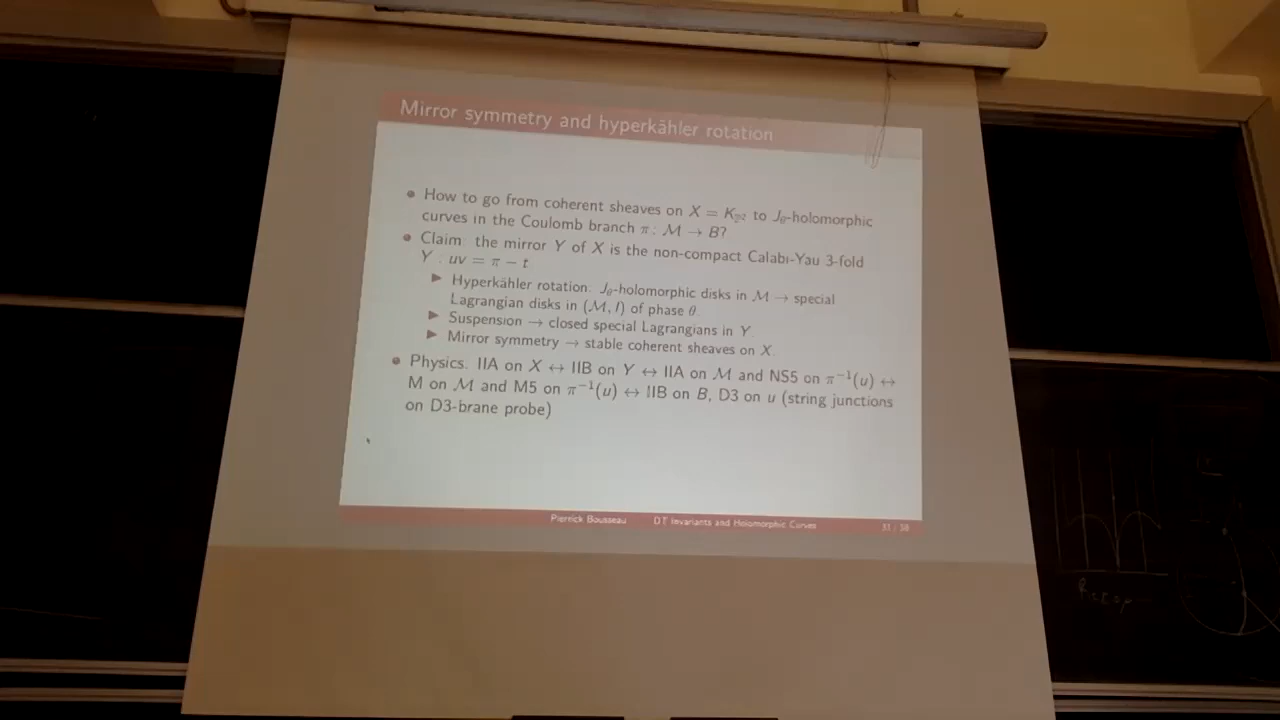 Mirror symmetry and hyperkähler rotation
How to go from coherent sheaves on X = K_{ℙ²} to J_θ-holomorphic
curves in the Coulomb branch π : M → B?
Claim: the mirror Y of X is the non-compact Calabi-Yau 3-fold
Y : uv = π − t
Hyperkähler rotation: J_θ-holomorphic disks in M → special
Lagrangian disks in (M, I) of phase θ.
Suspension → closed special Lagrangians in Y.
Mirror symmetry → stable coherent sheaves on X.
Physics: IIA on X ↔ IIB on Y ↔ IIA on M and NS5 on π⁻¹(u) ↔
M on M and M5 on π⁻¹(u) ↔ IIB on B, D3 on u (string junctions
on D3-brane probe)
Pierrick Bousseau DT Invariants and Holomorphic Curves